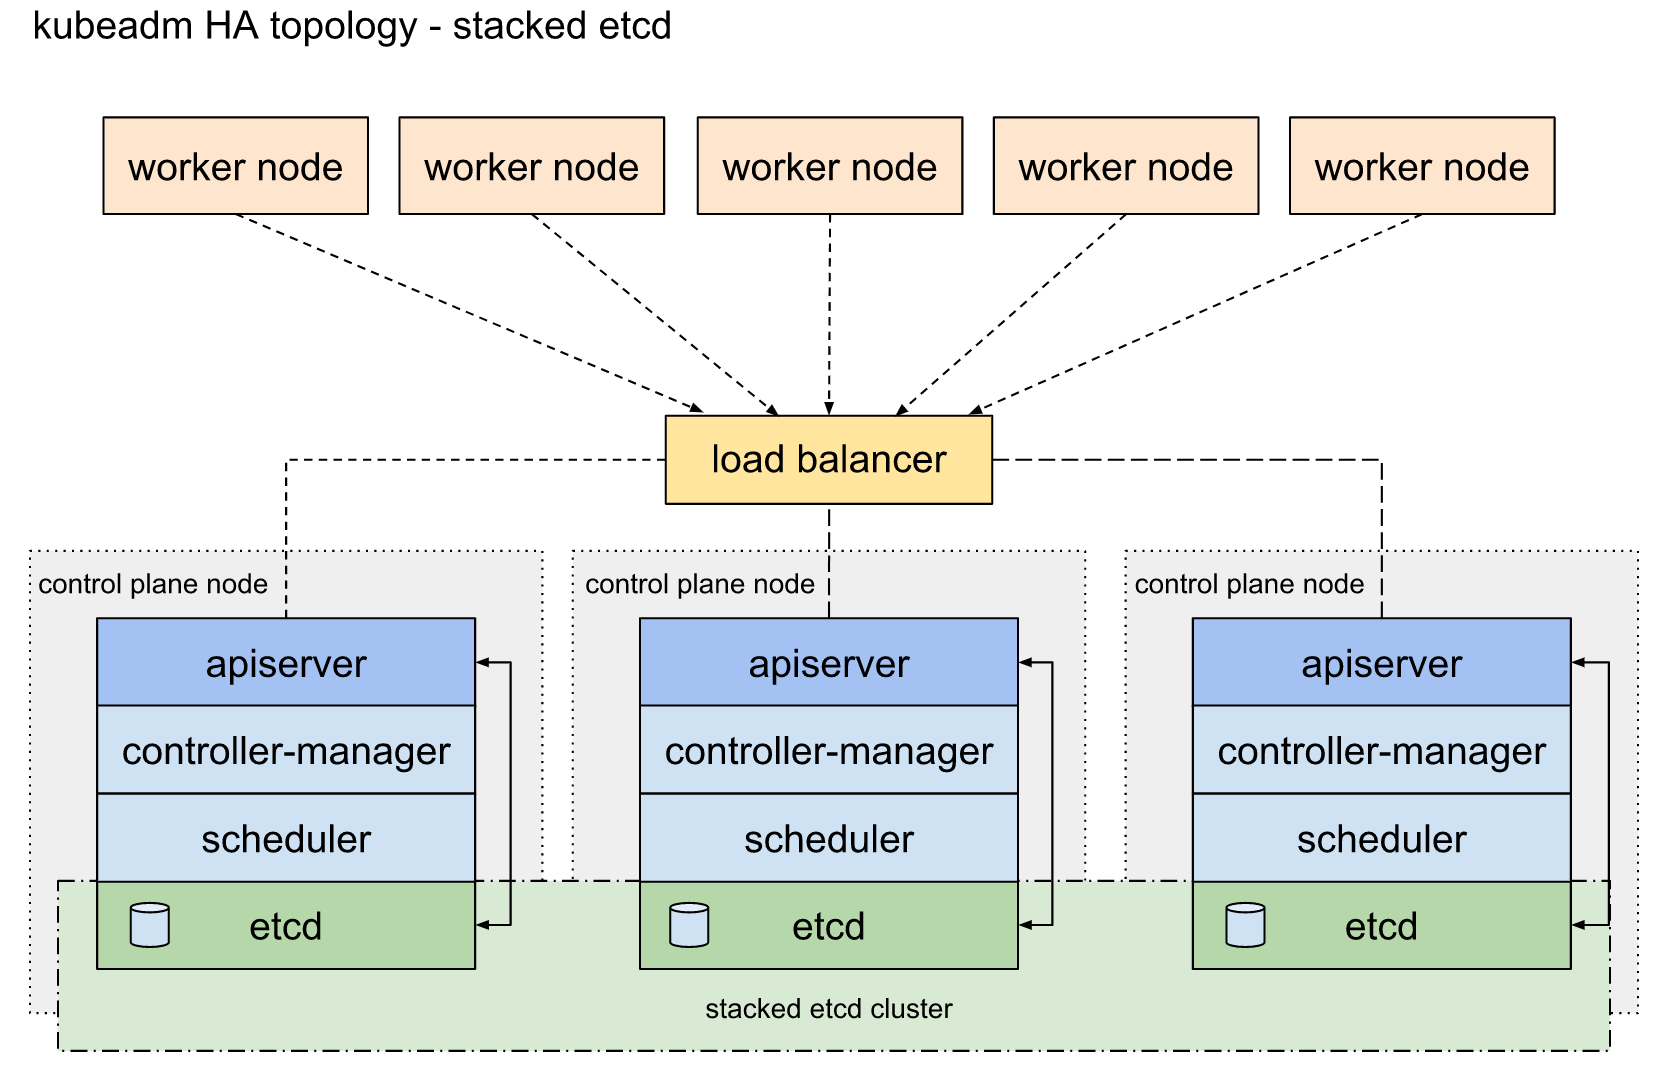 kubeadm HA topology - stacked etcd
worker node
worker node
worker node
worker node
worker node
load balancer
control plane node
apiserver
controller-manager
scheduler
etcd
control plane node
apiserver
controller-manager
scheduler
etcd
control plane node
apiserver
controller-manager
scheduler
etcd
stacked etcd cluster